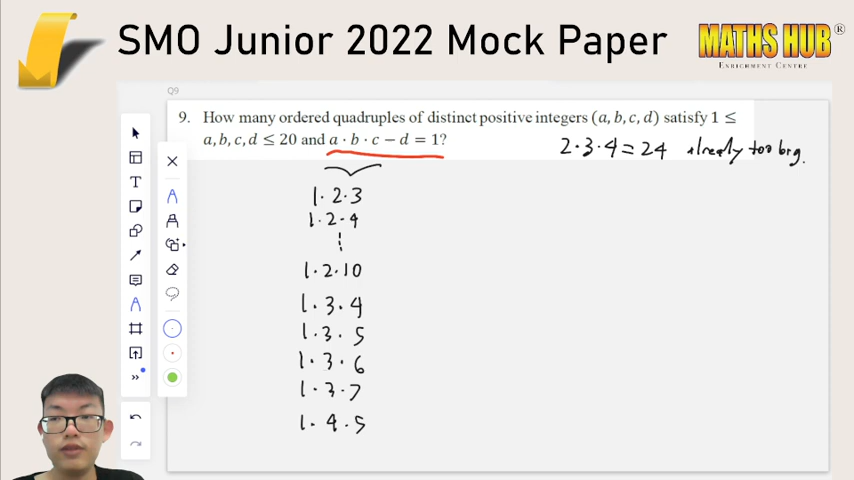 SMO Junior 2022 Mock Paper
MATHS HUB®
ENRICHMENT CENTRE
Q9
9. How many ordered quadruples of distinct positive integers (a, b, c, d) satisfy 1 ≤
a, b, c, d ≤ 20 and a · b · c − d = 1?
2·3·4=24 already too big.
1·2·3
1·2·4
⋮
1·2·10
1·3·4
1·3·5
1·3·6
1·3·7
1·4·5